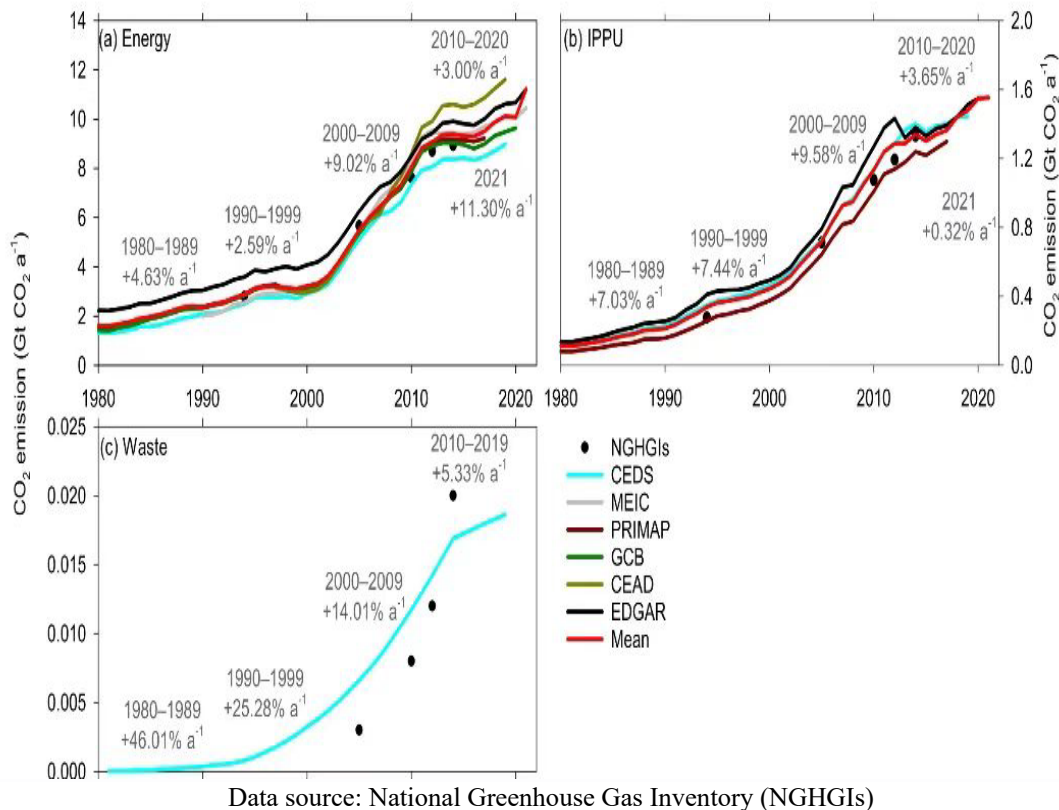 CO₂ emission (Gt CO₂ a⁻¹)
14
12
10
8
6
4
2
0
(a) Energy
1980–1989
+4.63% a⁻¹
1990–1999
+2.59% a⁻¹
2000–2009
+9.02% a⁻¹
2010–2020
+3.00% a⁻¹
2021
+11.30% a⁻¹
1980 1990 2000 2010 2020
(b) IPPU
1980–1989
+7.03% a⁻¹
1990–1999
+7.44% a⁻¹
2000–2009
+9.58% a⁻¹
2010–2020
+3.65% a⁻¹
2021
+0.32% a⁻¹
2.0
1.6
1.2
0.8
0.4
0.0
CO₂ emission (Gt CO₂ a⁻¹)
1980 1990 2000 2010 2020
0.025
0.020
0.015
0.010
0.005
0.000
(c) Waste
1980–1989
+46.01% a⁻¹
1990–1999
+25.28% a⁻¹
2000–2009
+14.01% a⁻¹
2010–2019
+5.33% a⁻¹
NGHGIs
CEDS
MEIC
PRIMAP
GCB
CEAD
EDGAR
Mean
Data source: National Greenhouse Gas Inventory (NGHGIs)